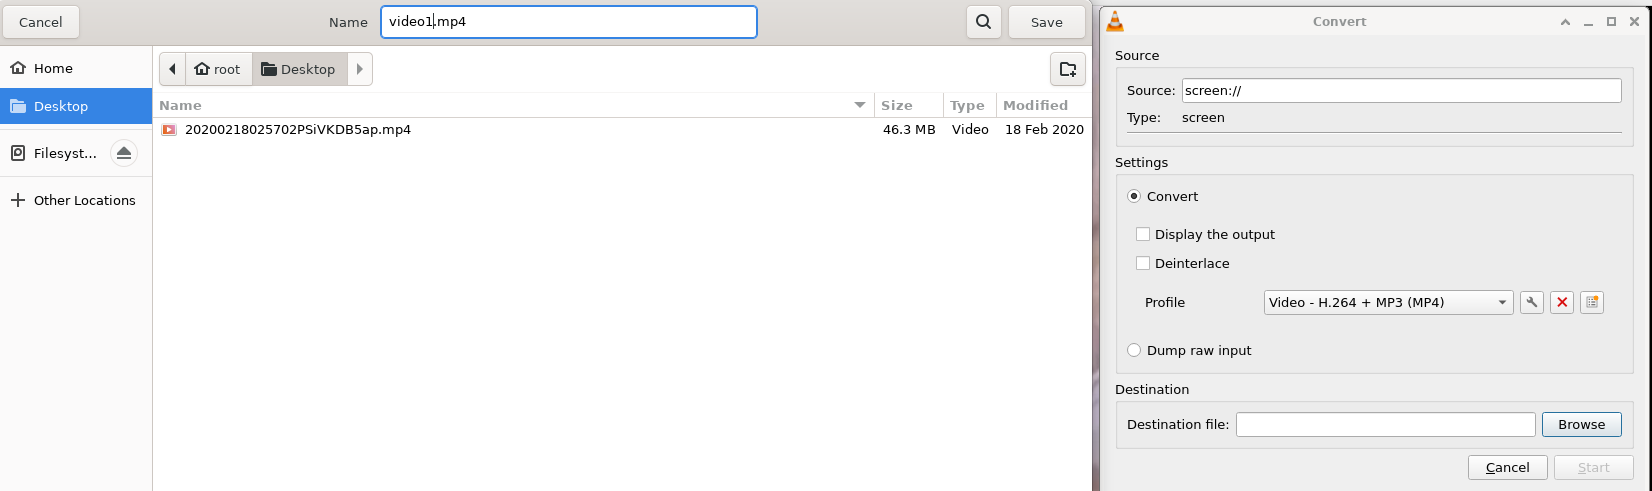 Cancel Name video1.mp4 Save
Home
Desktop
Filesyst...
Other Locations
root Desktop
Name Size Type Modified
20200218025702PSiVKDB5ap.mp4 46.3 MB Video 18 Feb 2020
Convert
Source
Source: screen://
Type: screen
Settings
Convert
Display the output
Deinterlace
Profile Video - H.264 + MP3 (MP4)
Dump raw input
Destination
Destination file: Browse
Cancel Start